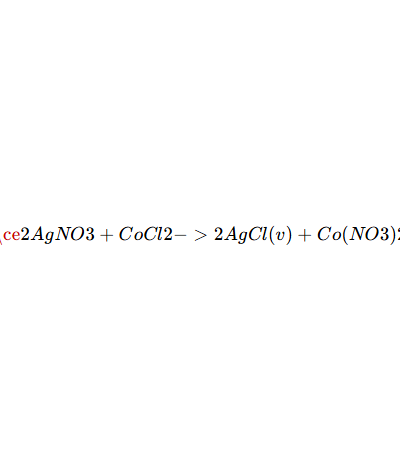 \ce2AgNO3 + CoCl2− > 2AgCl(v) + Co(NO3)2